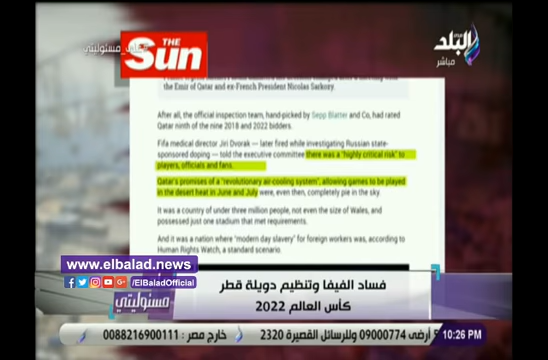 THE
Sun
على_مسئوليتي
البلد
مباشر
the Emir of Qatar and ex-French President Nicolas Sarkozy.
After all, the official inspection team, hand-picked by Sepp Blatter and Co, had rated
Qatar ninth of the nine 2018 and 2022 bidders.
Fifa medical director Jiri Dvorak — later fired while investigating Russian state-
sponsored doping — told the executive committee there was a "highly critical risk" to
players, officials and fans.
Qatar's promises of a "revolutionary air-cooling system", allowing games to be played
in the desert heat in June and July were, even then, completely pie in the sky.
It was a country of under three million people, not even the size of Wales, and
possessed just one stadium that met requirements.
And it was a nation where "modern day slavery" for foreign workers was, according to
Human Rights Watch, a standard scenario.
www.elbalad.news
/ElBaladOfficial
مسئوليتي
فساد الفيفا وتنظيم دويلة قطر
كأس العالم 2022
أرضى 09000774 وللرسائل القصيرة 2320 خارج مصر : 0088216900111
10:26 PM